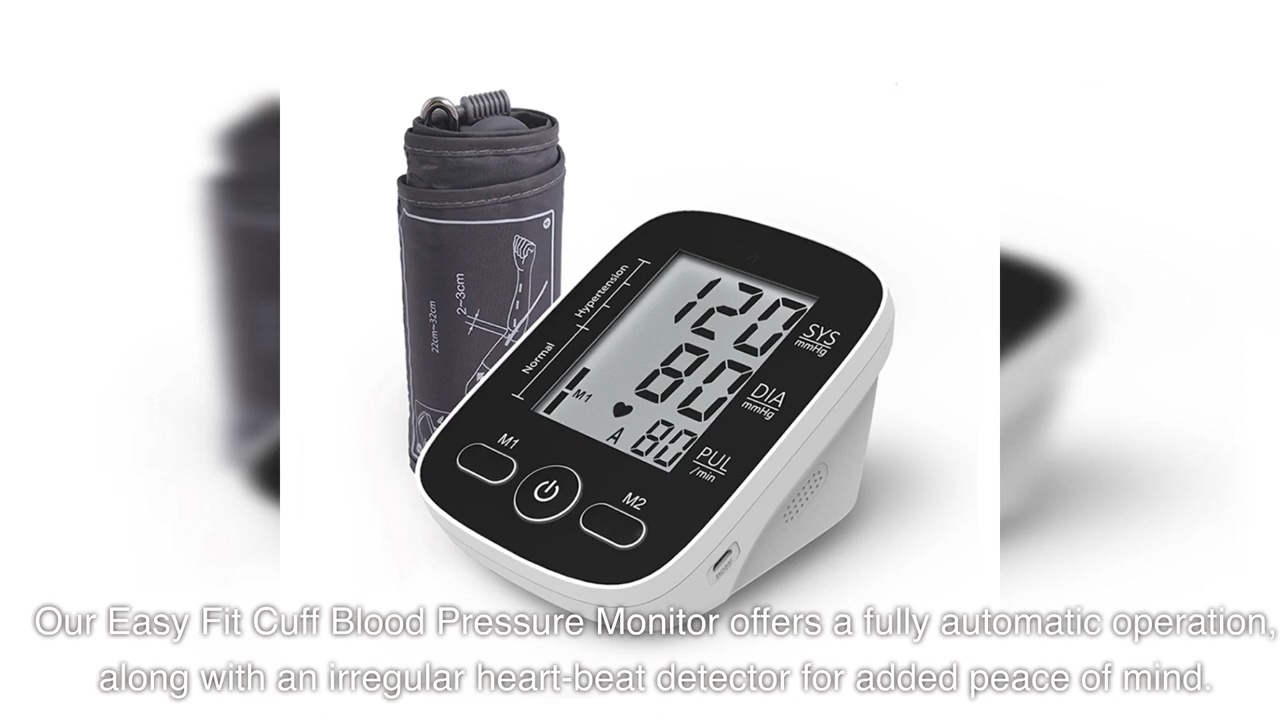 22cm~32cm
2~3cm
Normal
Hypertension
120
SYS
mmHg
80
DIA
mmHg
M1
A
80
PUL
/min
M1
M2
Our Easy Fit Cuff Blood Pressure Monitor offers a fully automatic operation,
along with an irregular heart-beat detector for added peace of mind.